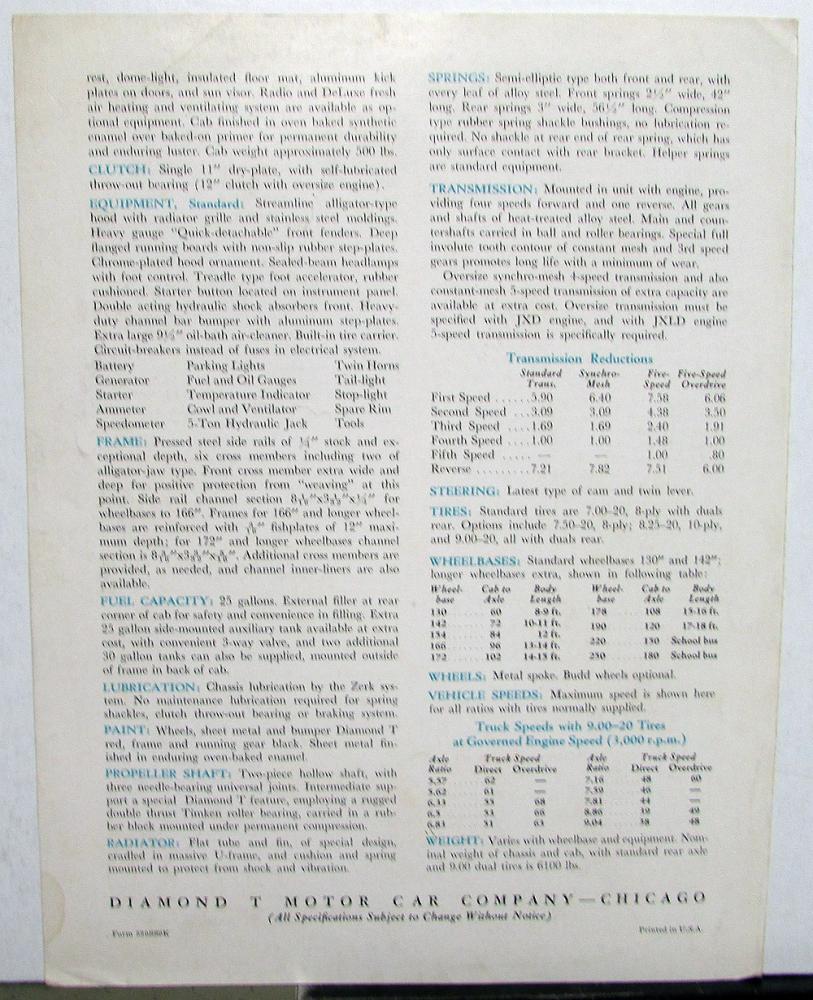 rest, dome-light, insulated floor mat, aluminum kick
plates on doors, and sun visor. Radio and DeLuxe fresh
air heating and ventilating system are available as op-
tional equipment. Cab finished in oven baked synthetic
enamel over baked-on primer for permanent durability
and enduring luster. Cab weight approximately 500 lbs.
CLUTCH: Single 11" dry-plate, with self-lubricated
throw-out bearing (12" clutch with oversize engine).
EQUIPMENT, Standard: Streamline alligator-type
hood with radiator grille and stainless steel moldings.
Heavy gauge "Quick-detachable" front fenders. Deep
flanged running boards with non-slip rubber step-plates.
Chrome-plated hood ornament. Sealed-beam headlamps
with foot control. Treadle type foot accelerator, rubber
cushioned. Starter button located on instrument panel.
Double acting hydraulic shock absorbers front. Heavy-
duty channel bar bumper with aluminum step-plates.
Extra large 9½" oil-bath air-cleaner. Built-in tire carrier.
Circuit-breakers instead of fuses in electrical system.
Battery Parking Lights Twin Horns
Generator Fuel and Oil Gauges Tail-light
Starter Temperature Indicator Stop-light
Ammeter Cowl and Ventilator Spare Rim
Speedometer 5-Ton Hydraulic Jack Tools
FRAME: Pressed steel side rails of ¼" stock and ex-
ceptional depth, six cross members including two of
alligator-jaw type. Front cross member extra wide and
deep for positive protection from "weaving" at this
point. Side rail channel section for
wheelbases to 166". Frames for 166" and longer wheel-
bases are reinforced with fishplates of 12" maxi-
mum depth; for 172" and longer wheelbases channel
section is Additional cross members are
provided, as needed, and channel inner-liners are also
available.
FUEL CAPACITY: 25 gallons. External filler at rear
corner of cab for safety and convenience in filling. Extra
25 gallon side-mounted auxiliary tank available at extra
cost, with convenient 3-way valve, and two additional
30 gallon tanks can also be supplied, mounted outside
of frame in back of cab.
LUBRICATION: Chassis lubrication by the Zerk sys-
tem. No maintenance lubrication required for spring
shackles, clutch throw-out bearing or braking system.
PAINT: Wheels, sheet metal and bumper Diamond T
red, frame and running gear black. Sheet metal fin-
ished in enduring oven-baked enamel.
PROPELLER SHAFT: Two-piece hollow shaft, with
three needle-bearing universal joints. Intermediate sup-
port a special Diamond T feature, employing a rugged
double thrust Timken roller bearing, carried in a rub-
ber block mounted under permanent compression.
RADIATOR: Flat tube and fin, of special design,
cradled in massive U-frame, and cushion and spring
mounted to protect from shock and vibration.
SPRINGS: Semi-elliptic type both front and rear, with
every leaf of alloy steel. Front springs 2½" wide, 42"
long. Rear springs 3" wide, 56½" long. Compression
type rubber spring shackle bushings, no lubrication re-
quired. No shackle at rear end of rear spring, which has
only surface contact with rear bracket. Helper springs
are standard equipment.
TRANSMISSION: Mounted in unit with engine, pro-
viding four speeds forward and one reverse. All gears
and shafts of heat-treated alloy steel. Main and coun-
tershafts carried in ball and roller bearings. Special full
involute tooth contour of constant mesh and 3rd speed
gears promotes long life with a minimum of wear.
Oversize synchro-mesh 4-speed transmission and also
constant-mesh 5-speed transmission of extra capacity are
available at extra cost. Oversize transmission must be
specified with JXD engine, and with JXLD engine
5-speed transmission is specifically required.
Transmission Reductions
Standard Synchro- Five- Five-Speed
Trans. Mesh Speed Overdrive
First Speed ......5.90 6.40 7.58 6.06
Second Speed ...3.09 3.09 4.38 3.50
Third Speed ....1.69 1.69 2.40 1.91
Fourth Speed ...1.00 1.00 1.48 1.00
Fifth Speed ..... — — 1.00 .80
Reverse .........7.21 7.82 7.51 6.00
STEERING: Latest type of cam and twin lever.
TIRES: Standard tires are 7.00-20, 8-ply with duals
rear. Options include 7.50-20, 8-ply; 8.25-20, 10-ply,
and 9.00-20, all with duals rear.
WHEELBASES: Standard wheelbases 130" and 142";
longer wheelbases extra, shown in following table:
Wheel- Cab to Body Wheel- Cab to Body
base Axle Length base Axle Length
130 60 8-9 ft. 178 108 15-16 ft.
142 72 10-11 ft. 190 120 17-18 ft.
154 84 12 ft. 220 150 School bus
166 96 13-14 ft. 250 180 School bus
172 102 14-15 ft.
WHEELS: Metal spoke. Budd wheels optional.
VEHICLE SPEEDS: Maximum speed is shown here
for all ratios with tires normally supplied.
Truck Speeds with 9.00-20 Tires
at Governed Engine Speed (3,000 r.p.m.)
Axle Truck Speed Axle Truck Speed
Ratio Direct Overdrive Ratio Direct Overdrive
5.57 62 — 7.16 48 60
5.62 61 — 7.39 46 —
6.33 55 68 7.81 44 —
6.5 53 66 8.86 39 49
6.83 51 63 9.04 38 48
WEIGHT: Varies with wheelbase and equipment. Nom-
inal weight of chassis and cab, with standard rear axle
and 9.00 dual tires is 6100 lbs.
DIAMOND T MOTOR CAR COMPANY—CHICAGO
(All Specifications Subject to Change Without Notice)
Form
Printed in U.S.A.